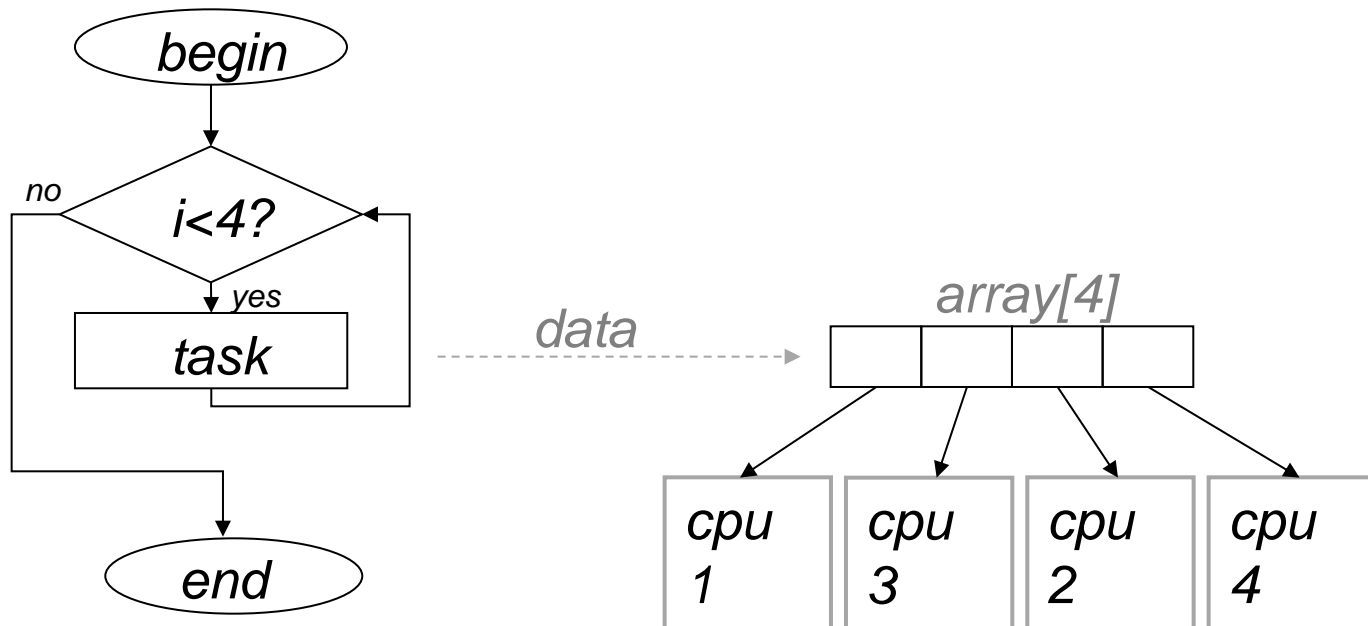 begin
no
i<4?
yes
task
end
data
array[4]
cpu
1
cpu
3
cpu
2
cpu
4